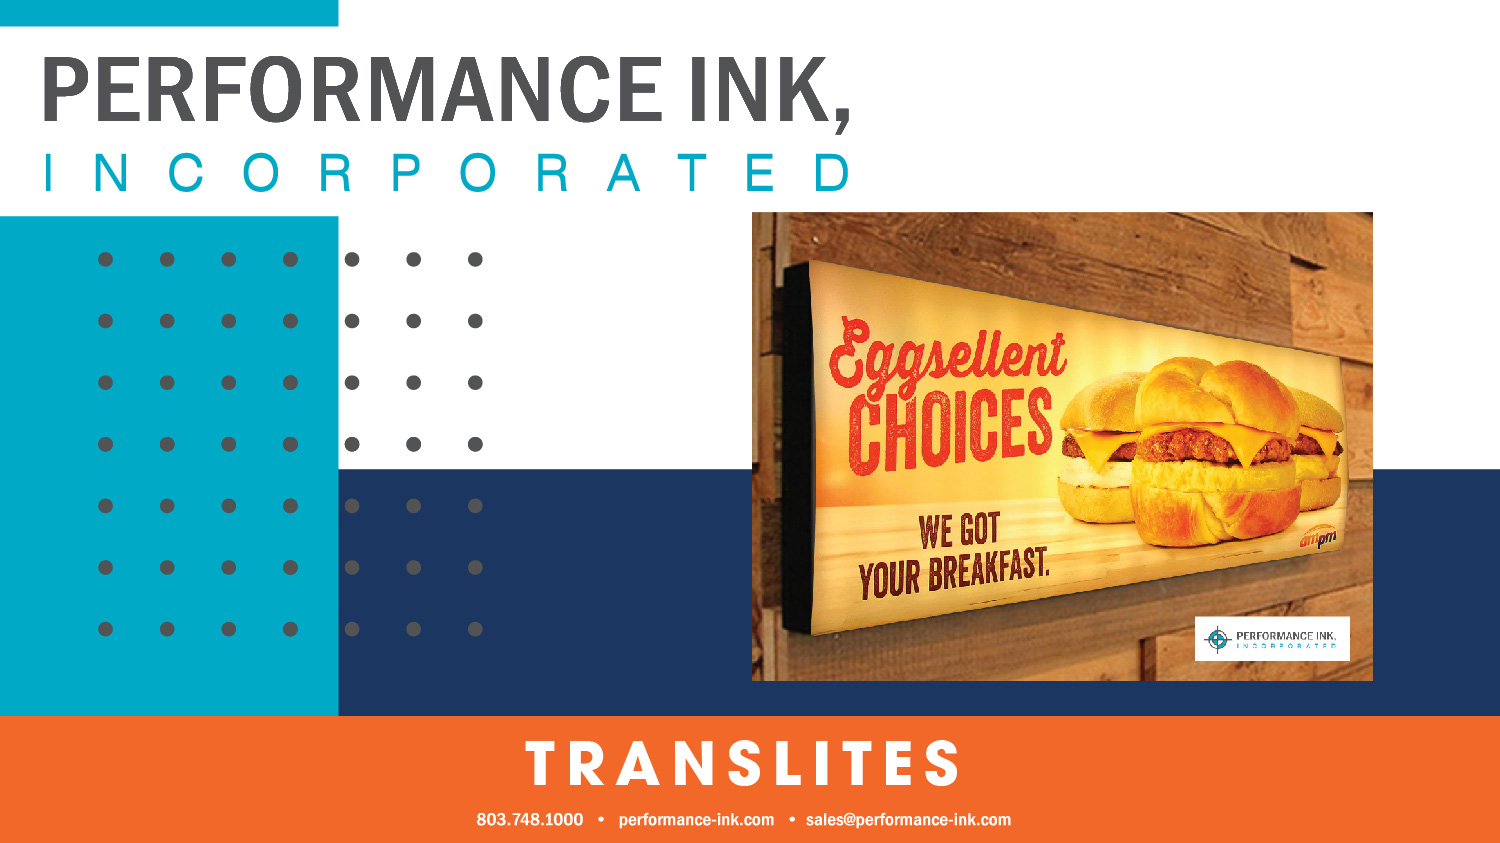 PERFORMANCE INK,
INCORPORATED
Eggsellent
CHOICES
WE GOT
YOUR BREAKFAST.
ampm
PERFORMANCE INK,
INCORPORATED
TRANSLITES
803.748.1000 • performance-ink.com • sales@performance-ink.com